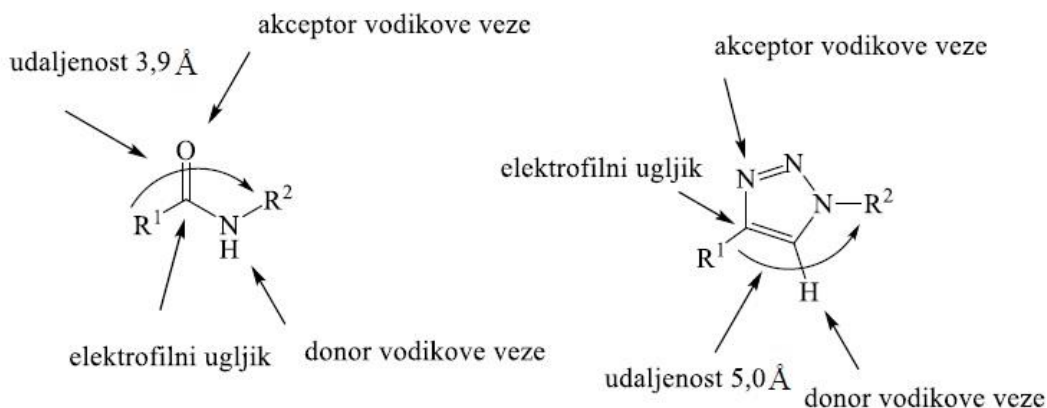 akceptor vodikove veze
udaljenost 3,9 Å
O
R¹
N
H
R²
elektrofilni ugljik
donor vodikove veze
akceptor vodikove veze
elektrofilni ugljik
N
N
N
R²
R¹
H
udaljenost 5,0 Å
donor vodikove veze